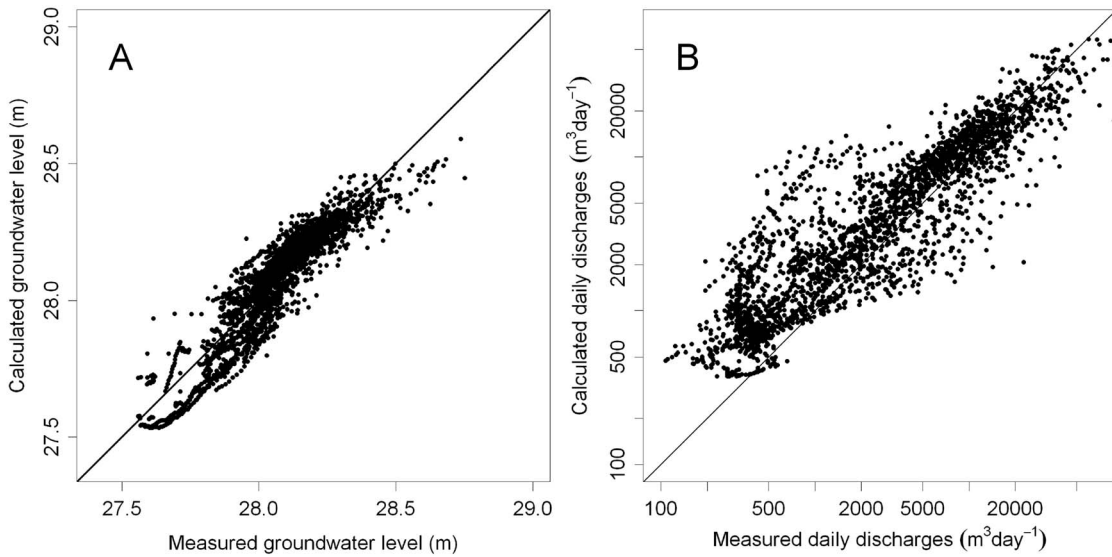 A
Calculated groundwater level (m)
29.0
28.5
28.0
27.5
27.5 28.0 28.5 29.0
Measured groundwater level (m)
B
Calculated daily discharges (m³day⁻¹)
20000
5000
2000
500
100
100 500 2000 5000 20000
Measured daily discharges (m³day⁻¹)